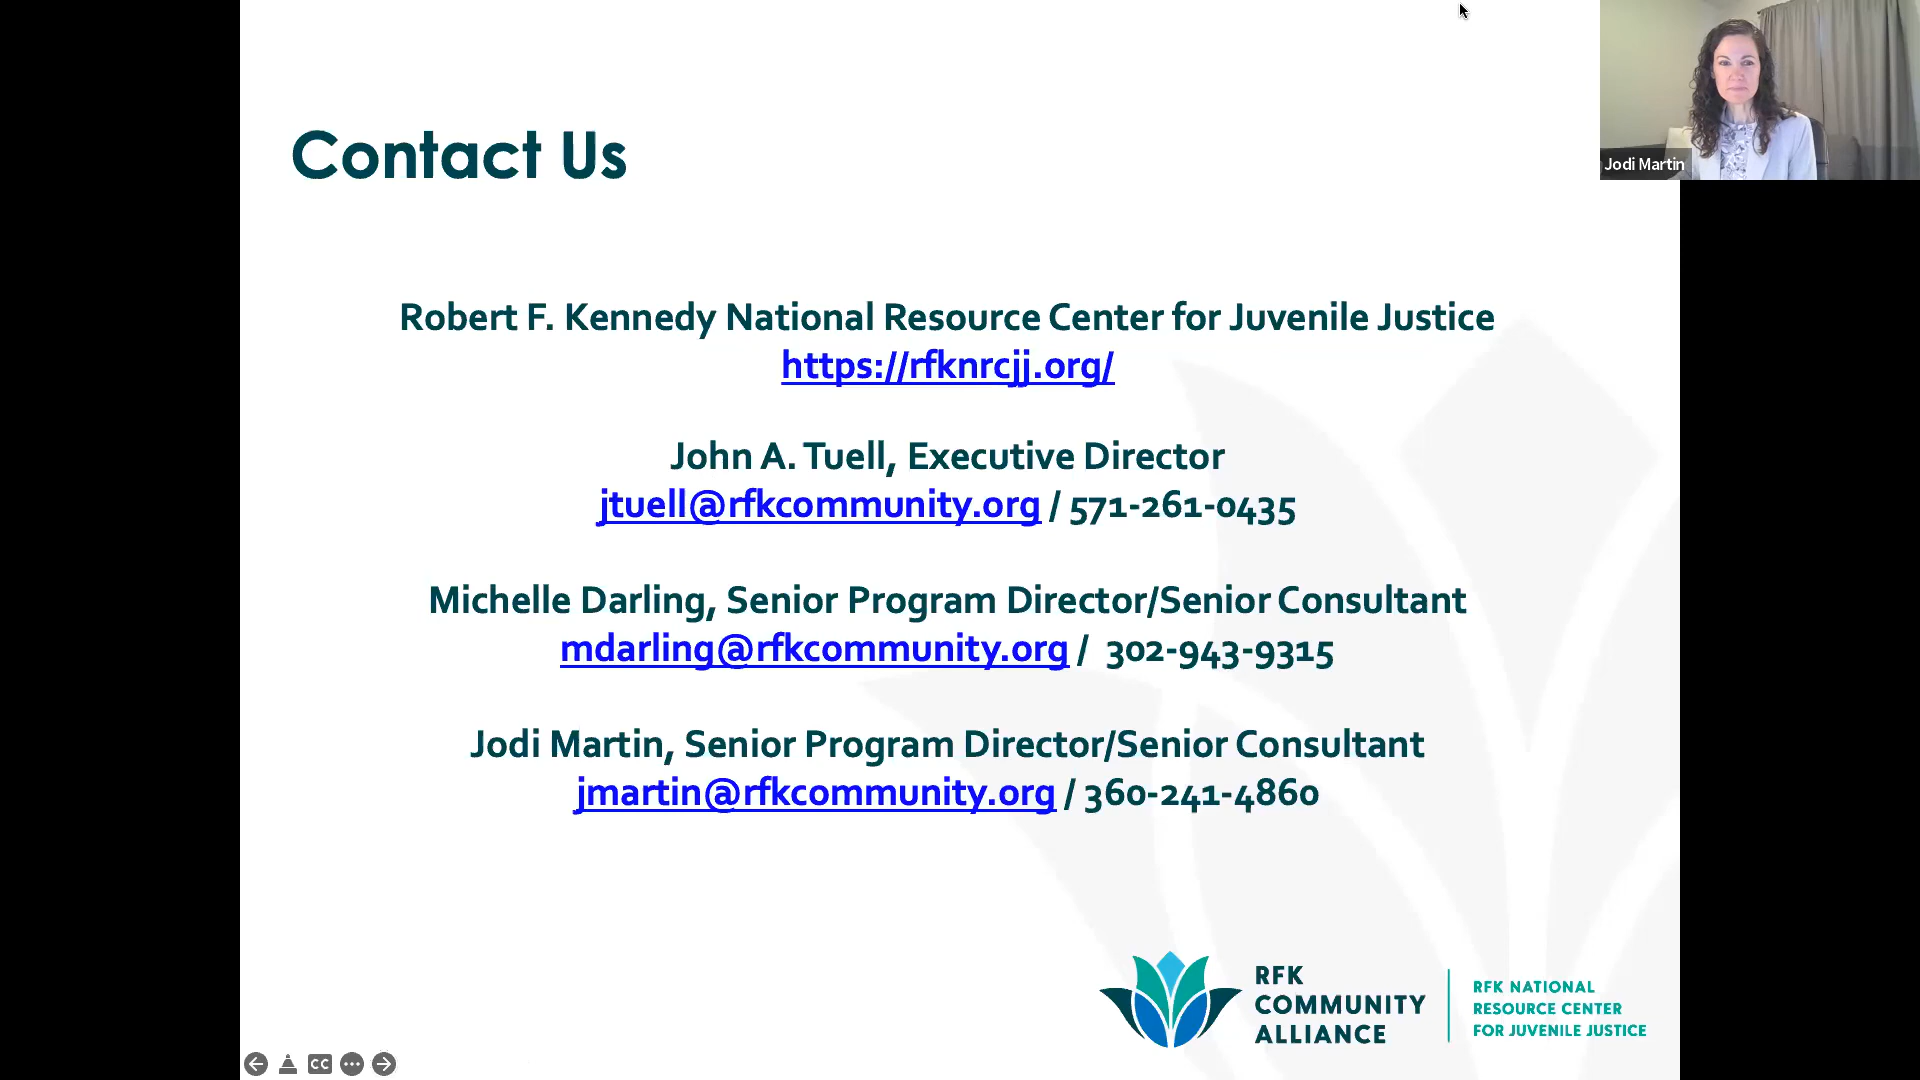 Contact Us
Jodi Martin
Robert F. Kennedy National Resource Center for Juvenile Justice
https://rfknrcjj.org/
John A. Tuell, Executive Director
jtuell@rfkcommunity.org / 571-261-0435
Michelle Darling, Senior Program Director/Senior Consultant
mdarling@rfkcommunity.org / 302-943-9315
Jodi Martin, Senior Program Director/Senior Consultant
jmartin@rfkcommunity.org / 360-241-4860
RFK
COMMUNITY
ALLIANCE
RFK NATIONAL
RESOURCE CENTER
FOR JUVENILE JUSTICE
CC